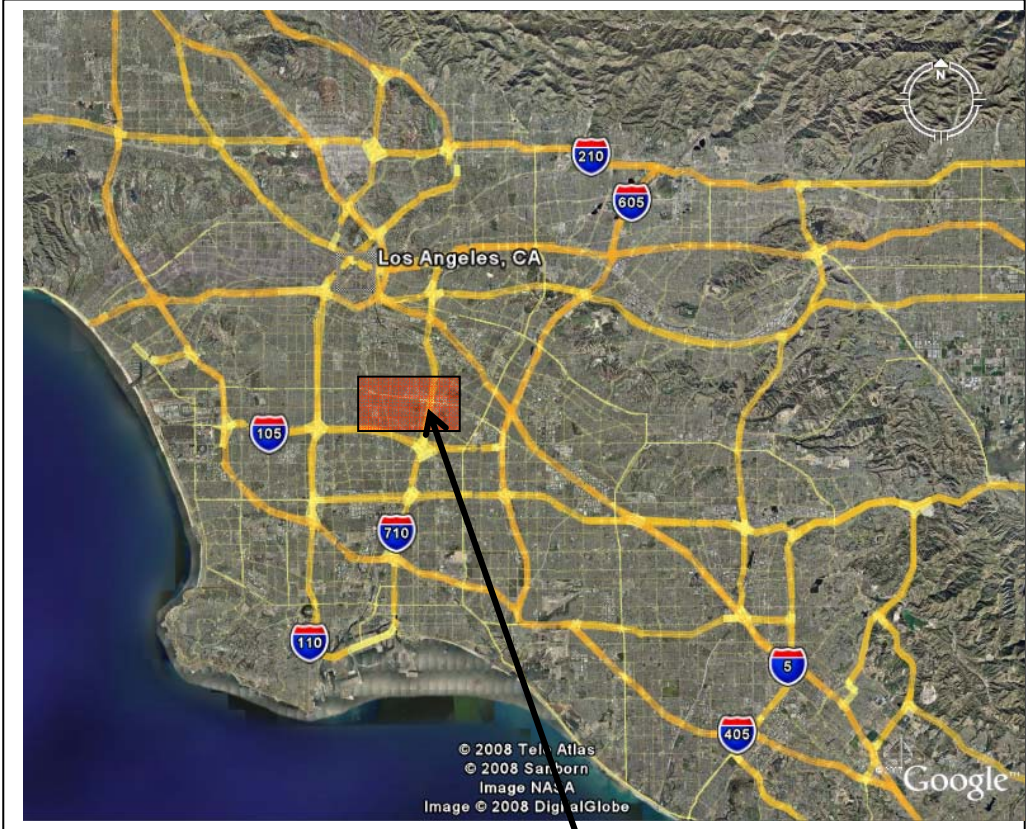 N
210
605
Los Angeles, CA
105
710
110
5
405
© 2008 Tele Atlas
© 2008 Sanborn
Image NASA
Image © 2008 DigitalGlobe
Google™